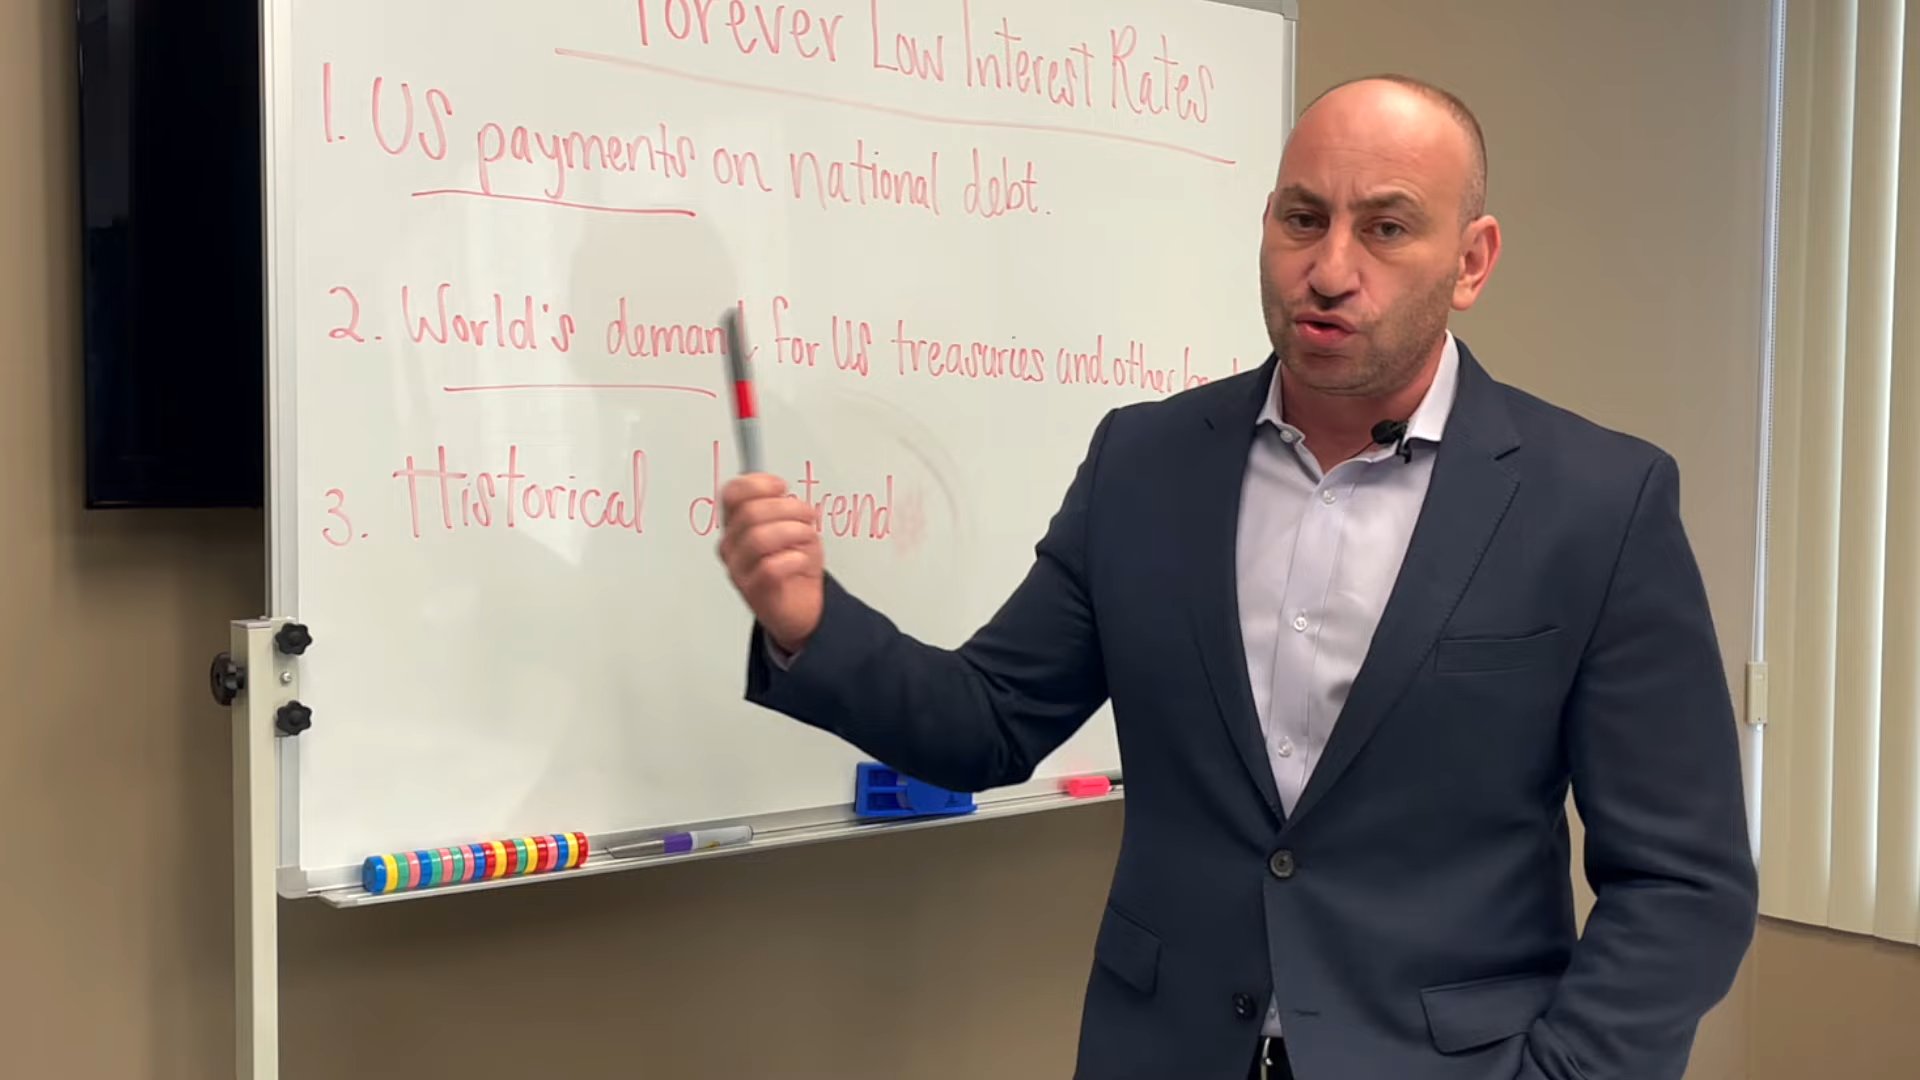 Forever Low Interest Rates
1. US payments on national debt.
2. World's demand for US treasuries and other
3. Historical trend